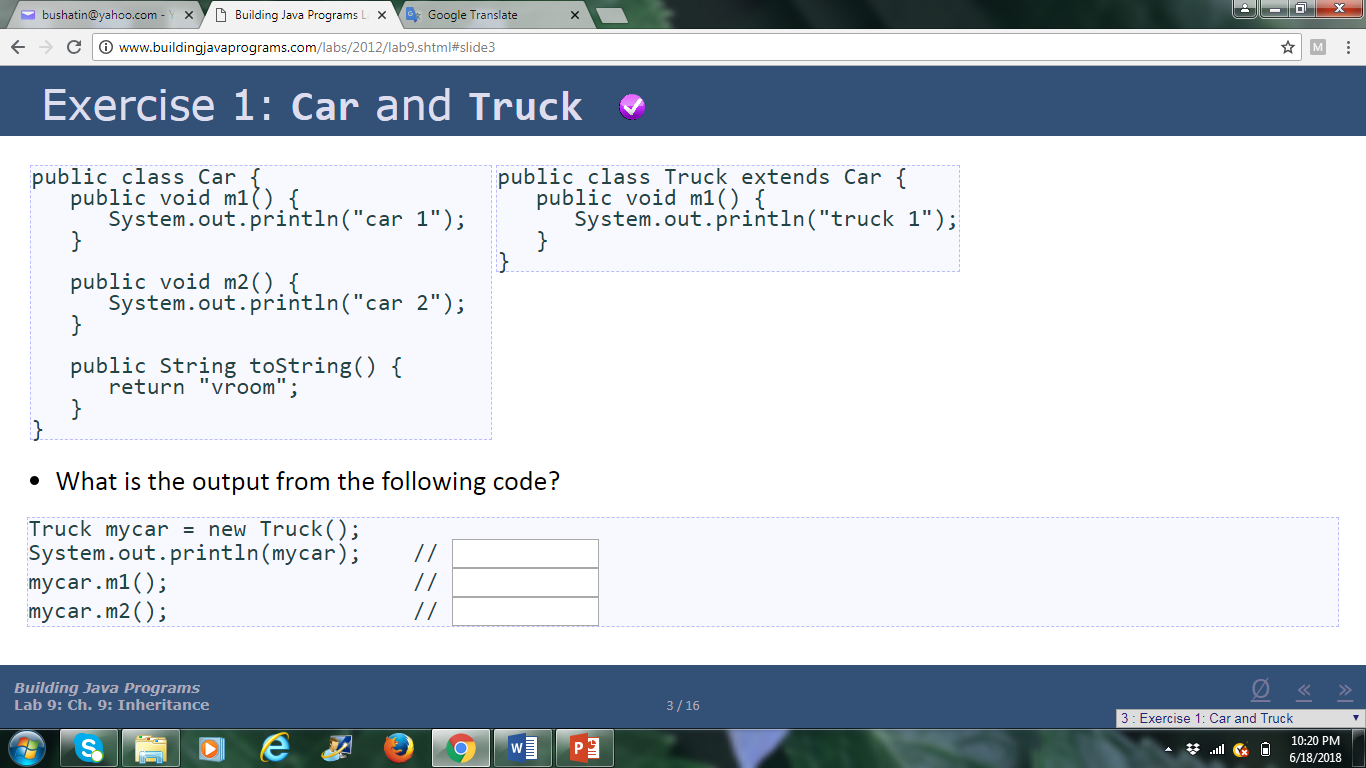 bushatin@yahoo.com - Y
Building Java Programs L
Google Translate
www.buildingjavaprograms.com/labs/2012/lab9.shtml#slide3
M
Exercise 1: Car and Truck
public class Car {
public void m1() {
System.out.println("car 1");
}
public void m2() {
System.out.println("car 2");
}
public String toString() {
return "vroom";
}
}
public class Truck extends Car {
public void m1() {
System.out.println("truck 1");
}
}
• What is the output from the following code?
Truck mycar = new Truck();
System.out.println(mycar); //
mycar.m1(); //
mycar.m2(); //
Building Java Programs
Lab 9: Ch. 9: Inheritance
3 / 16
Ø « »
3 : Exercise 1: Car and Truck
10:20 PM
6/18/2018